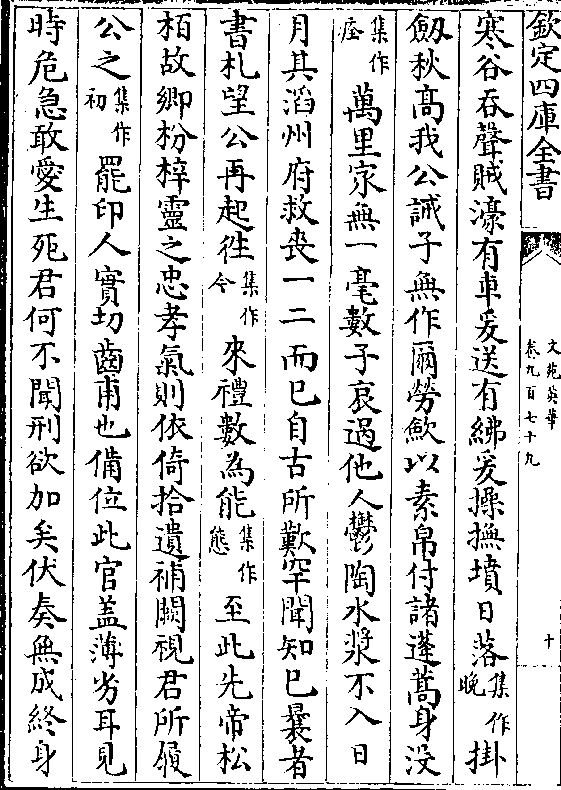 欽定四庫全書
文苑英華
卷九百七十九
十
寒谷吞聲賊濠有車爰送有紼爰操撫墳日落集作晚掛
劔秋髙我公誡子無作爾勞歛以素帛付諸蓬蒿身没
集作瘞萬里家無一毫數子哀過他人鬱陶水漿不入日
月其滔州府救喪一二而已自古所歎罕聞知已曩者
書札望公再起徃集作今來禮數為能集作態至此先帝松
栢故鄉枌梓靈之忠孝氣則依倚拾遺補闕視君所履
公之集作初罷印人實切齒甫也備位此官盖薄劣耳見
時危急敢愛生死君何不聞刑欲加矣伏奏無成終身